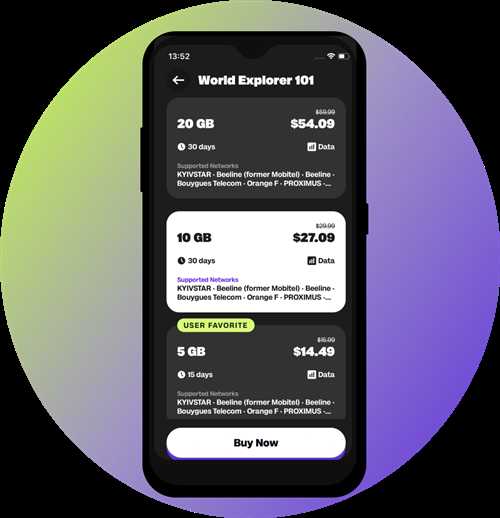 13:52
World Explorer 101
$59.99
20 GB $54.09
30 days Data
Supported Networks
KYIVSTAR · Beeline (former Mobitel) · Beeline ·
Bouygues Telecom · Orange F · PROXIMUS ·...
$29.99
10 GB $27.09
30 days Data
Supported Networks
KYIVSTAR · Beeline (former Mobitel) · Beeline ·
Bouygues Telecom · Orange F · PROXIMUS ·...
USER FAVORITE
$15.99
5 GB $14.49
15 days Data
Supported Networks
KYIVSTAR · Beeline (former Mobitel) · Beeline ·
Bouygues Telecom · Orange F · PROXIMUS ·...
Buy Now